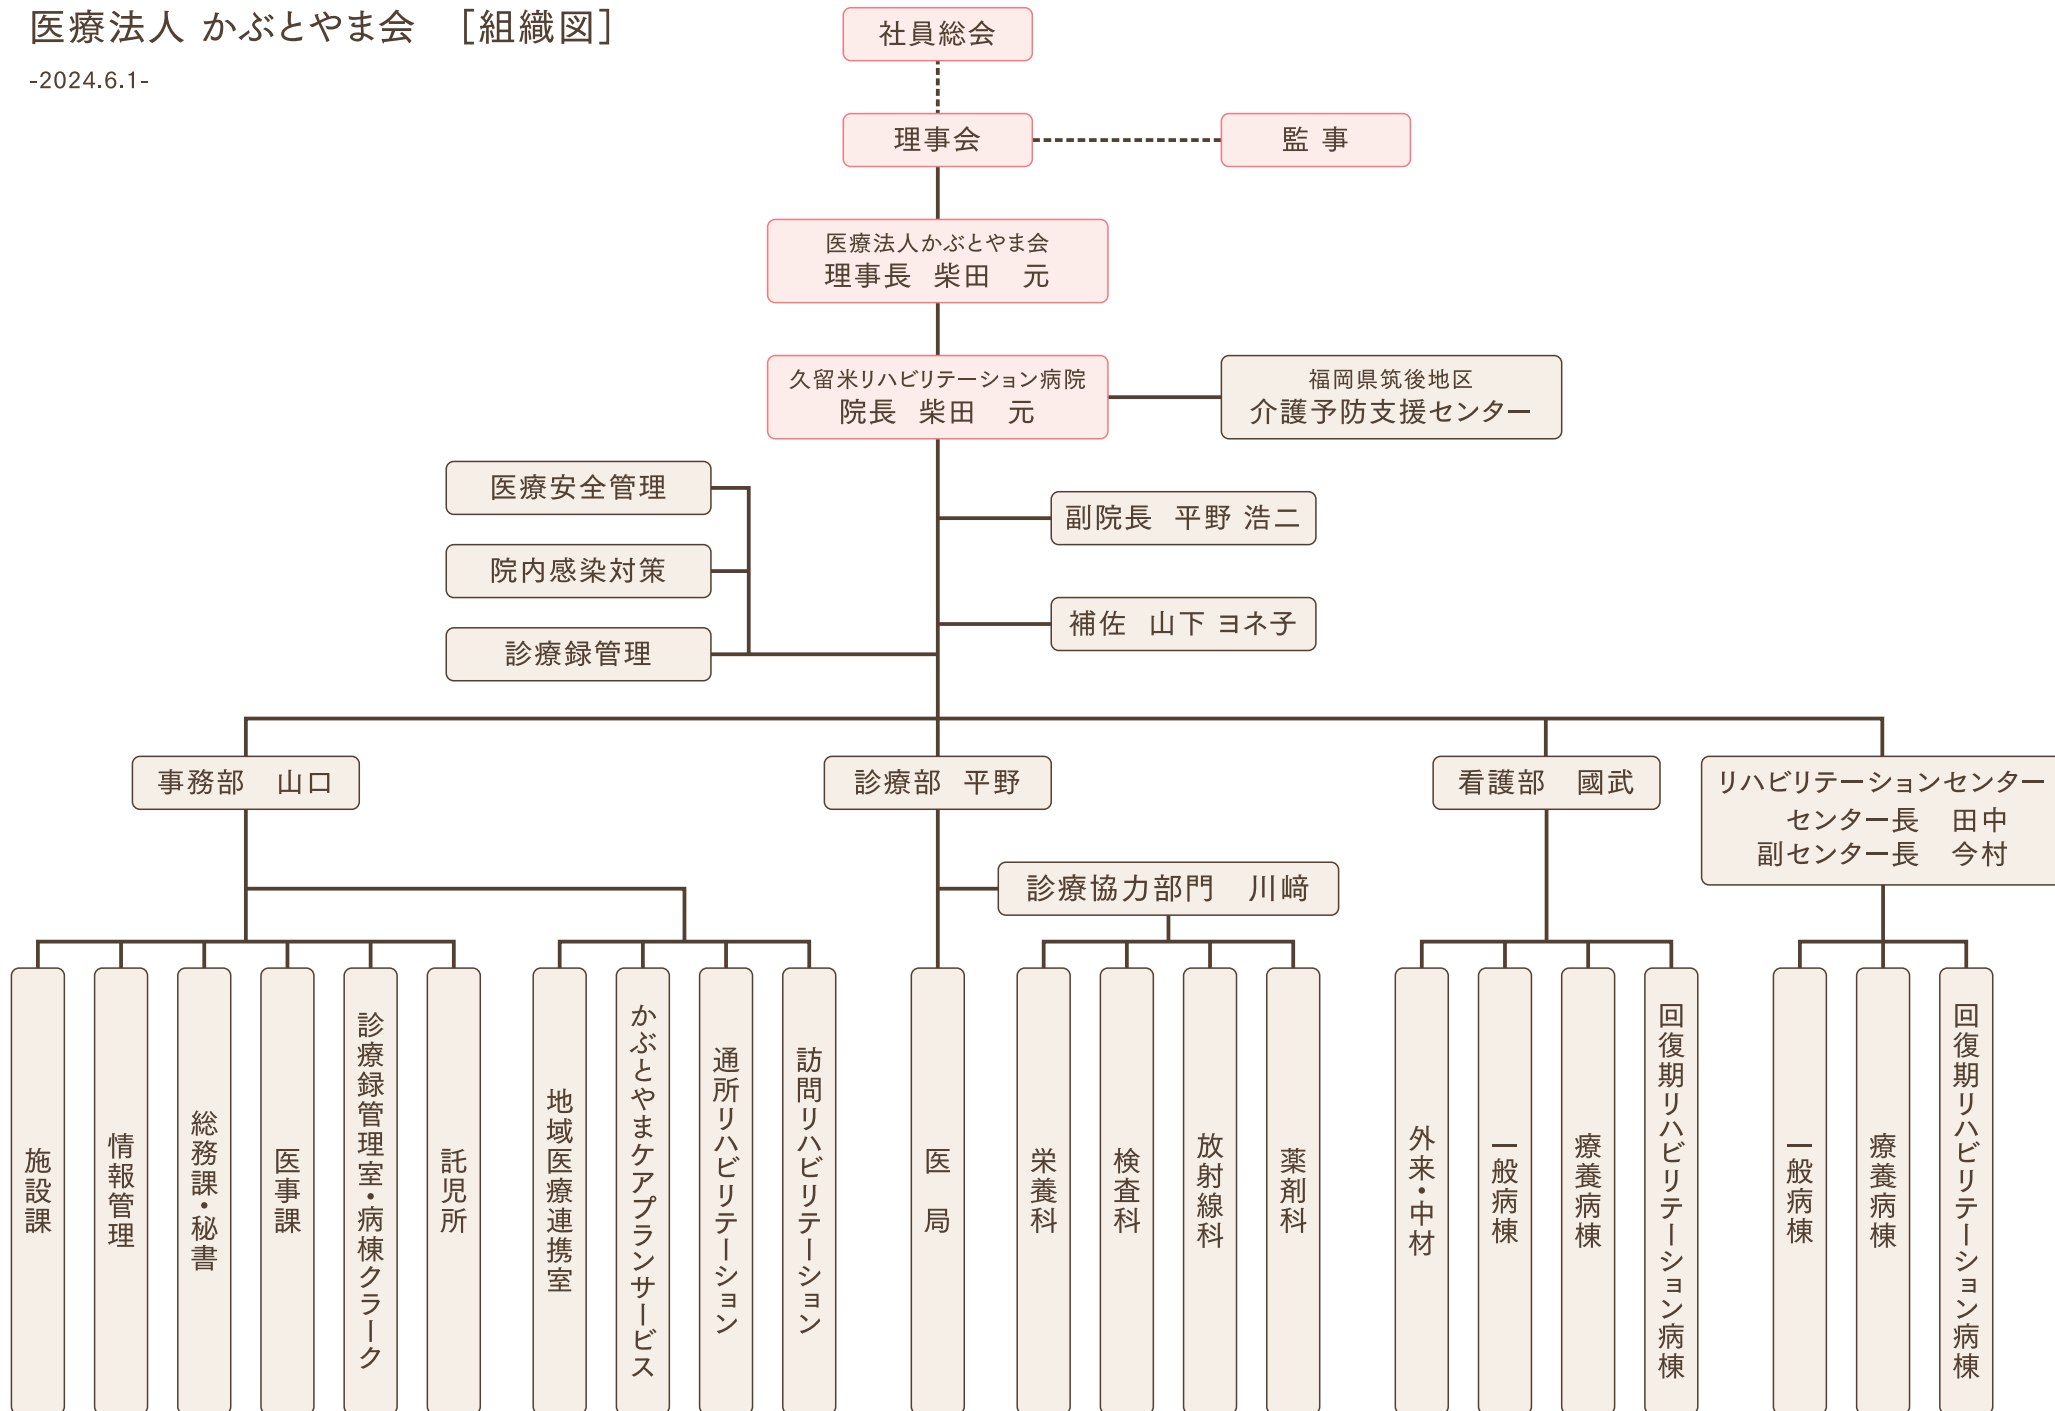 医療法人 かぶとやま会 ［組織図］
-2024.6.1-
社員総会
理事会
監 事
医療法人かぶとやま会
理事長 柴田 元
久留米リハビリテーション病院
院長 柴田 元
福岡県筑後地区
介護予防支援センター
医療安全管理
副院長 平野 浩二
院内感染対策
補佐 山下 ヨネ子
診療録管理
事務部 山口
診療部 平野
看護部 國武
リハビリテーションセンター
センター長 田中
副センター長 今村
診療協力部門 川﨑
施設課
情報管理
総務課・秘書
医事課
診療録管理室・病棟クラーク
託児所
地域医療連携室
かぶとやまケアプランサービス
通所リハビリテーション
訪問リハビリテーション
医 局
栄養科
検査科
放射線科
薬剤科
外来・中材
一般病棟
療養病棟
回復期リハビリテーション病棟
一般病棟
療養病棟
回復期リハビリテーション病棟